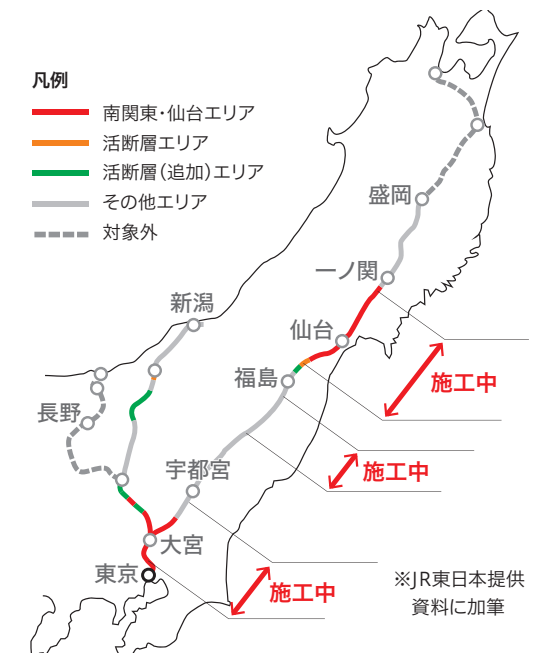 凡例
南関東・仙台エリア
活断層エリア
活断層（追加）エリア
その他エリア
対象外
盛岡
一ノ関
新潟
仙台
施工中
福島
長野
宇都宮
施工中
大宮
東京
施工中
※JR東日本提供
資料に加筆